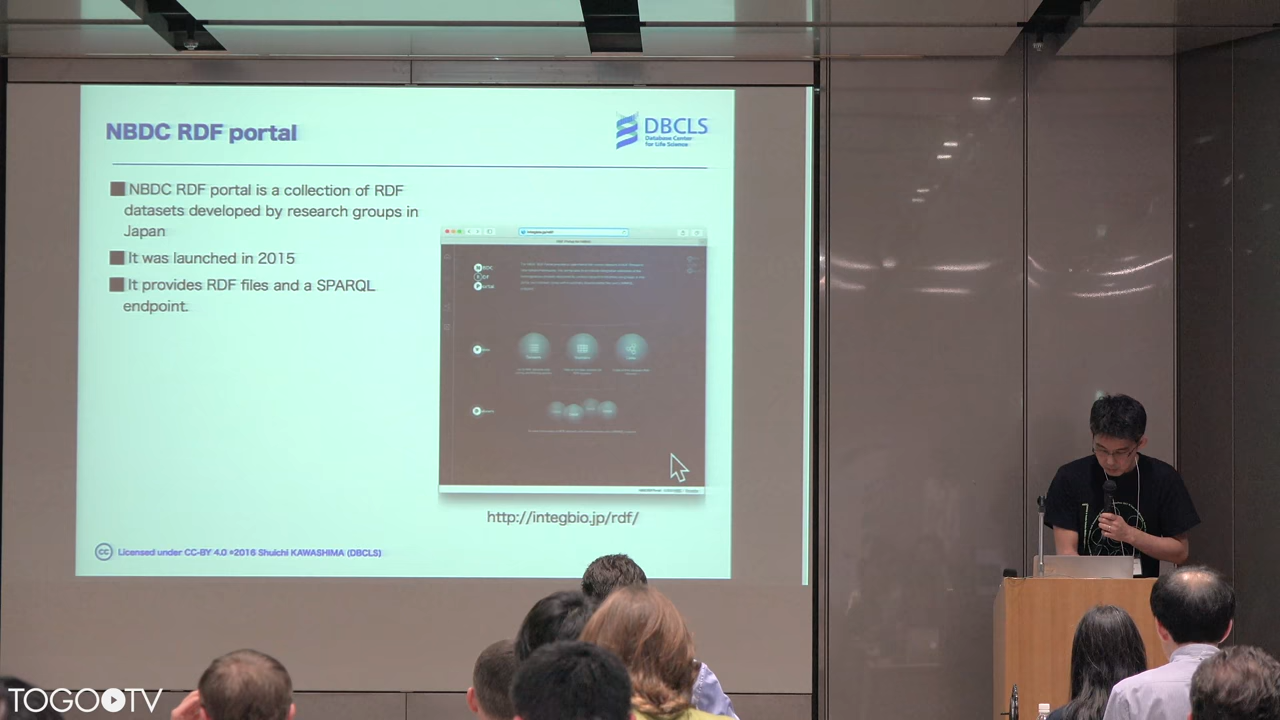 NBDC RDF portal
DBCLS
Database Center
for Life Science
NBDC RDF portal is a collection of RDF
datasets developed by research groups in
Japan
It was launched in 2015
It provides RDF files and a SPARQL
endpoint.
http://integbio.jp/rdf/
cc Licensed under CC-BY 4.0 ©2016 Shuichi KAWASHIMA (DBCLS)
TOGOTV